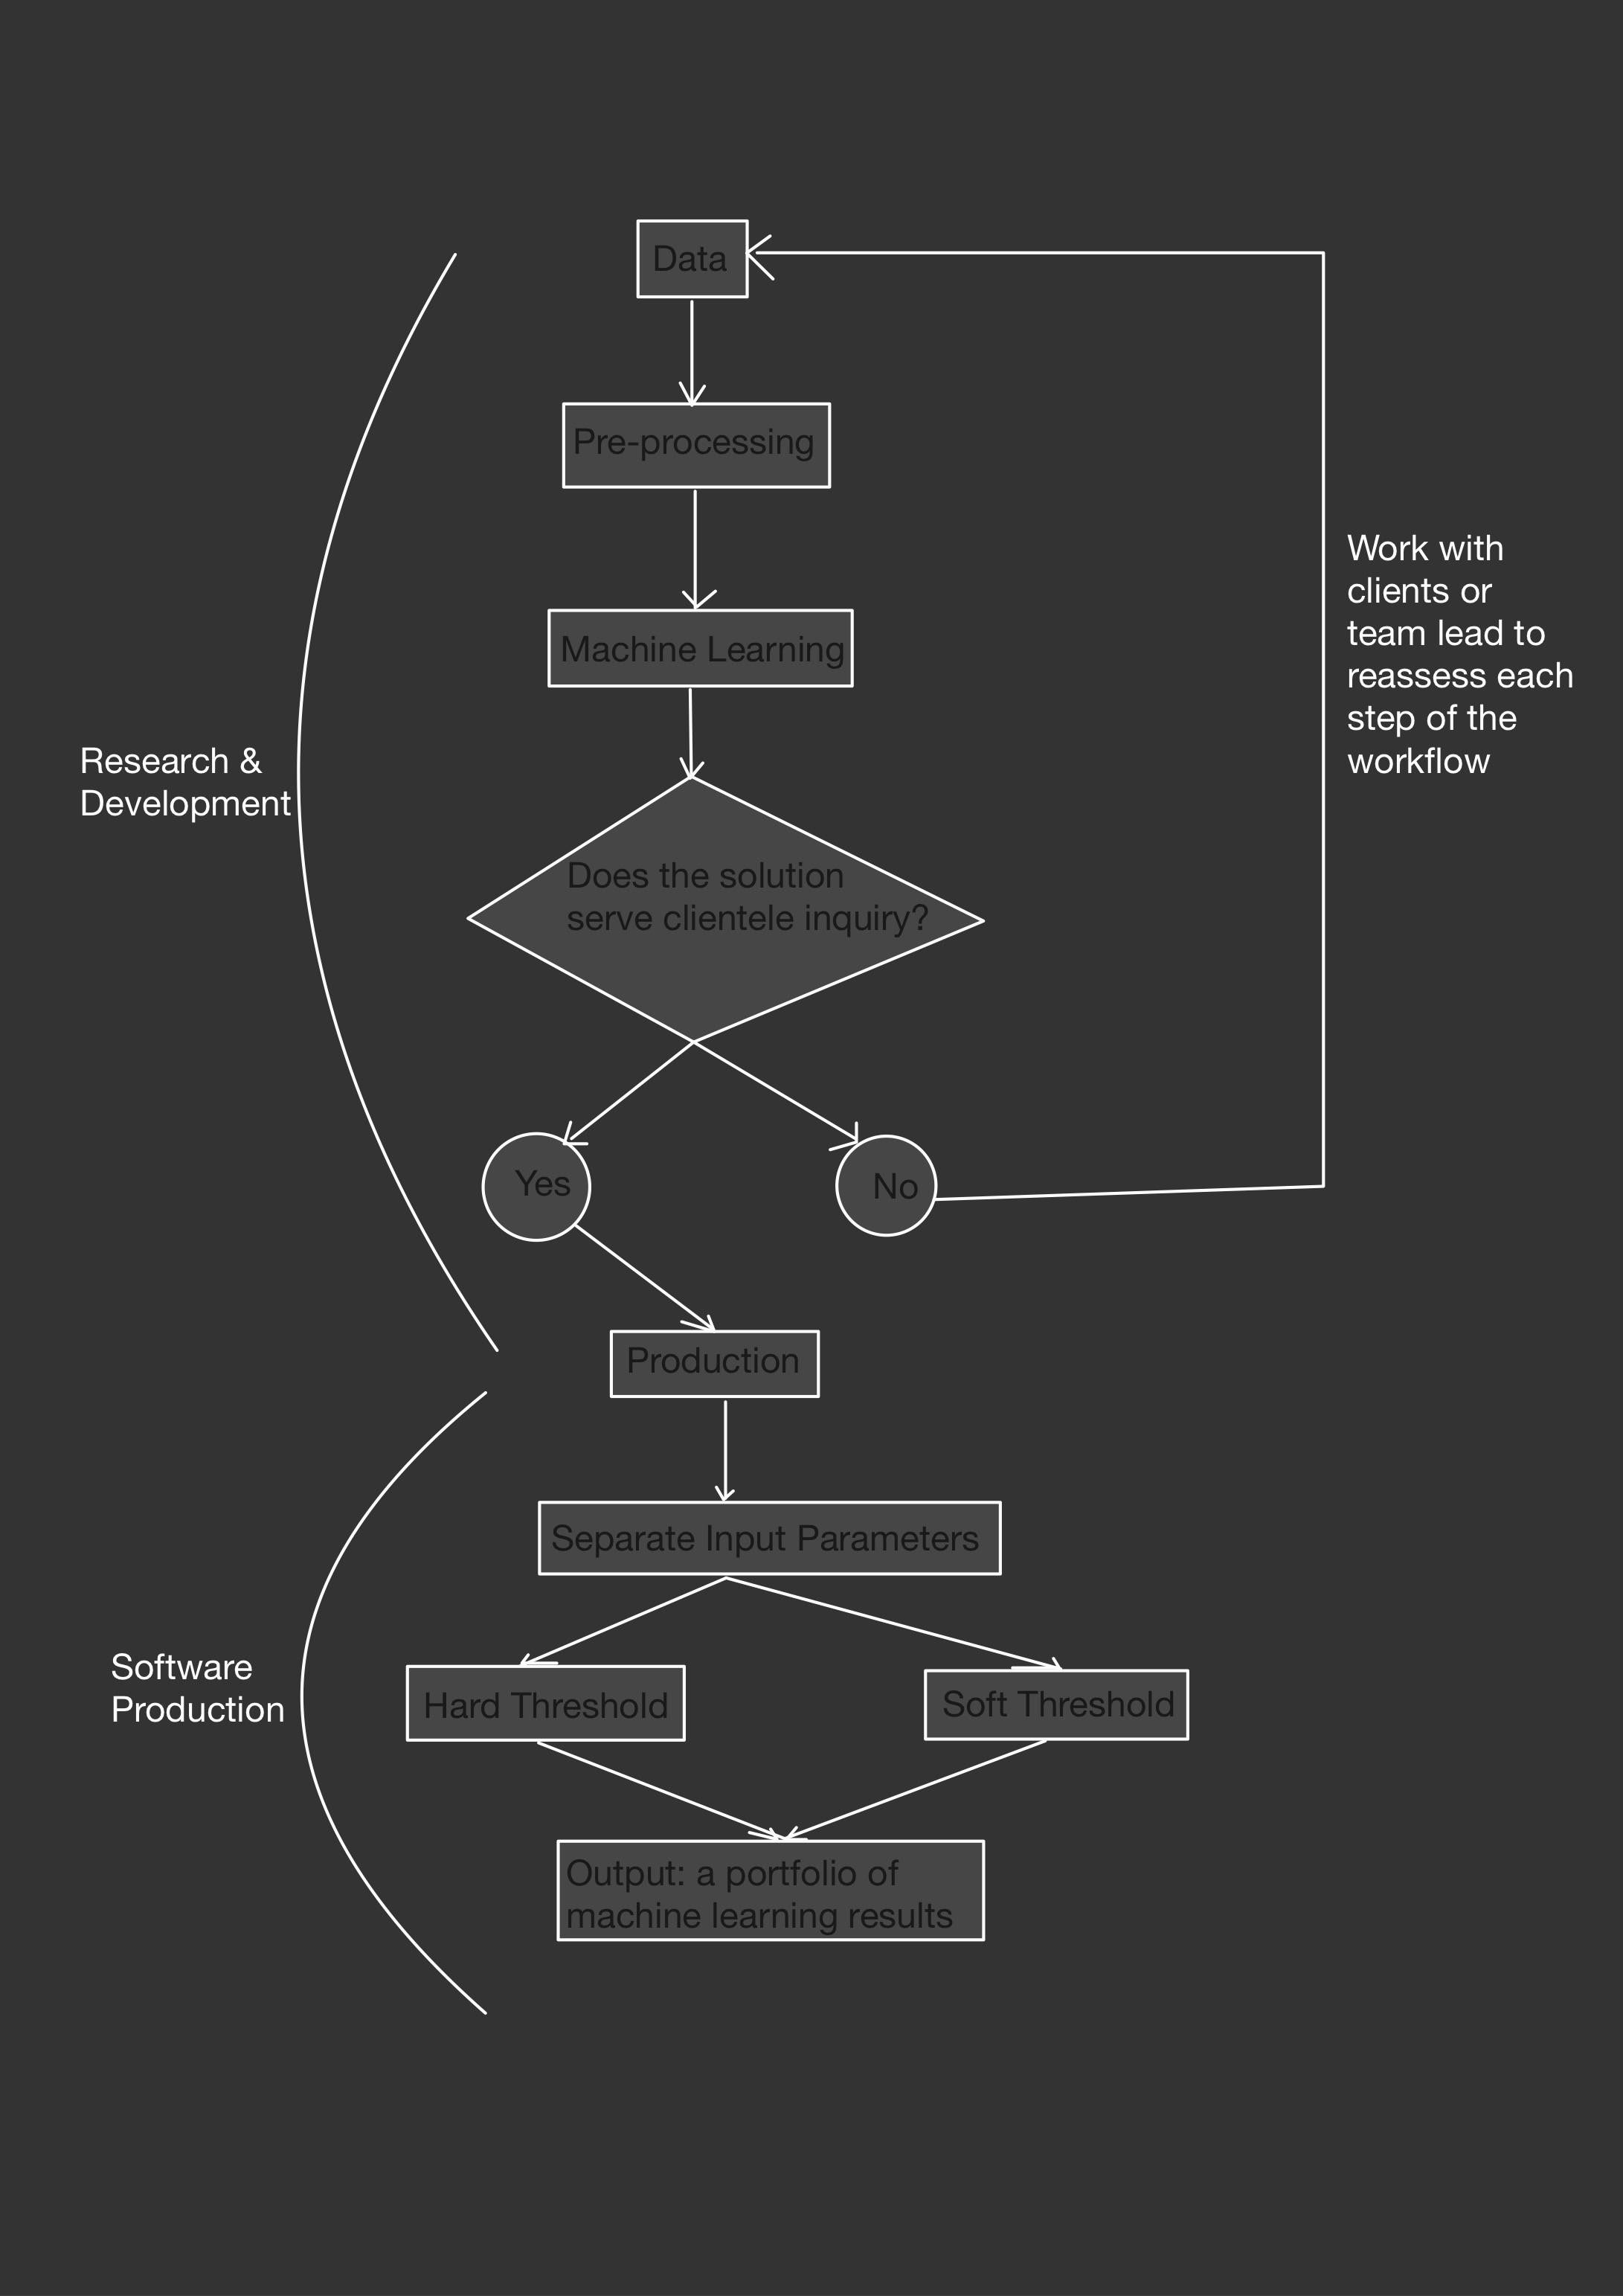 Data
Pre-processing
Machine Learning
Work with
clients or
team lead to
reassess each
step of the
workflow
Research &
Development
Does the solution
serve clientele inquiry?
Yes
No
Production
Separate Input Parameters
Software
Production
Hard Threshold
Soft Threshold
Output: a portfolio of
machine learning results